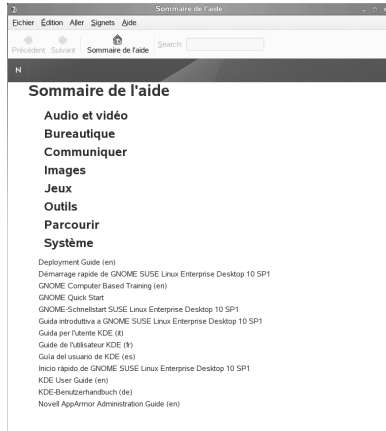 Sommaire de l'aide
Fichier Édition Aller Signets Aide
Précédent Suivant Sommaire de l'aide Search:
N
Sommaire de l'aide
Audio et vidéo
Bureautique
Communiquer
Images
Jeux
Outils
Parcourir
Système
Deployment Guide (en)
Démarrage rapide de GNOME SUSE Linux Enterprise Desktop 10 SP1
GNOME Computer Based Training (en)
GNOME Quick Start
GNOME-Schnellstart SUSE Linux Enterprise Desktop 10 SP1
Guida introduttiva a GNOME SUSE Linux Enterprise Desktop 10 SP1
Guida per l'utente KDE (it)
Guide de l'utilisateur KDE (fr)
Guía del usuario de KDE (es)
Inicio rápido de GNOME SUSE Linux Enterprise Desktop 10 SP1
KDE User Guide (en)
KDE-Benutzerhandbuch (de)
Novell AppArmor Administration Guide (en)